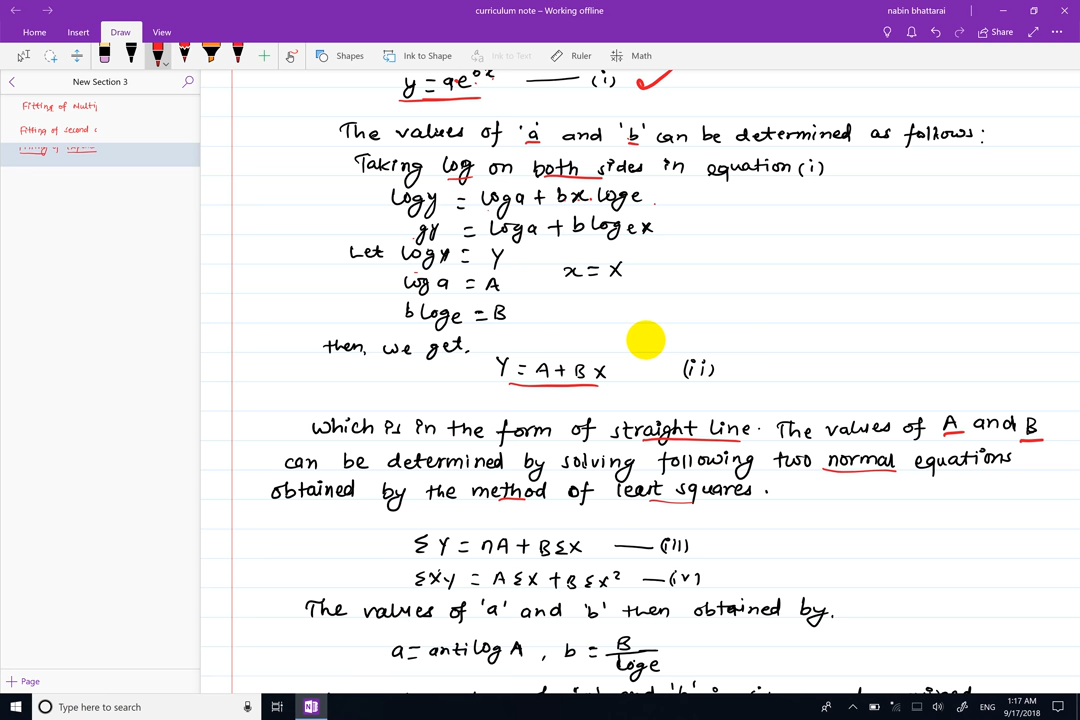 curriculum note – Working offline
nabin bhattarai
Home Insert Draw View
Share
Shapes Ink to Shape Ink to Text Ruler Math
New Section 3
Fitting of Multi
Fitting of second
Fitting of
y = ae^bx —— (i)
The values of 'a' and 'b' can be determined as follows:
Taking log on both sides in equation (i)
logy = loga + bx.loge
gy = loga + b loge x
Let logy = Y
x = X
log a = A
b loge = B
then, we get.
Y = A + B X (ii)
which is in the form of straight line. The values of A and B
can be determined by solving following two normal equations
obtained by the method of least squares.
ΣY = nA + BΣX —— (iii)
ΣXY = AΣX + BΣX² — (iv)
The values of 'a' and 'b' then obtained by.
a = antilog A , b = B / loge
+ Page
Type here to search
ENG
1:17 AM
9/17/2018